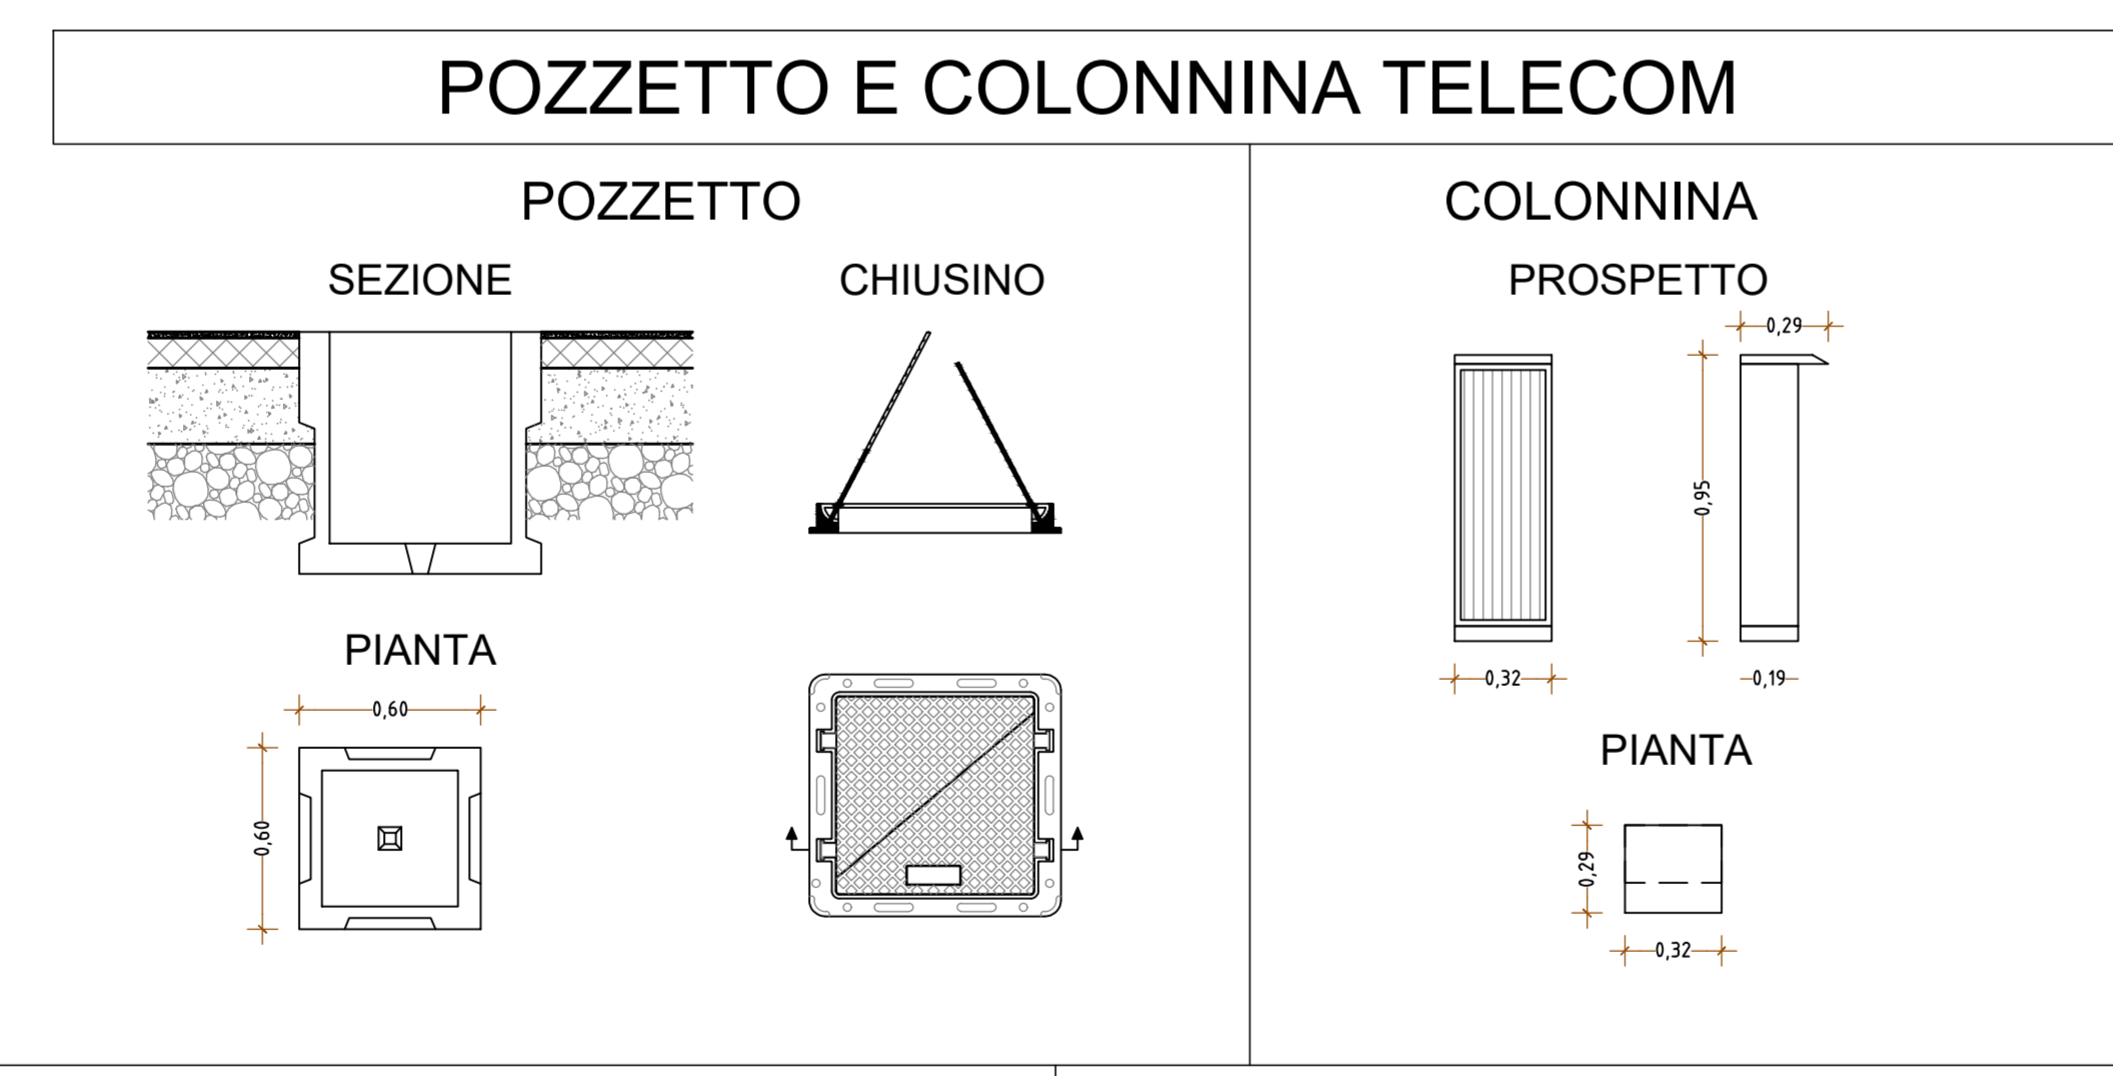 POZZETTO E COLONNINA TELECOM
POZZETTO
SEZIONE
CHIUSINO
PIANTA
0,60
0,60
COLONNINA
PROSPETTO
0,29
0,95
0,32
0,19
PIANTA
0,29
0,32